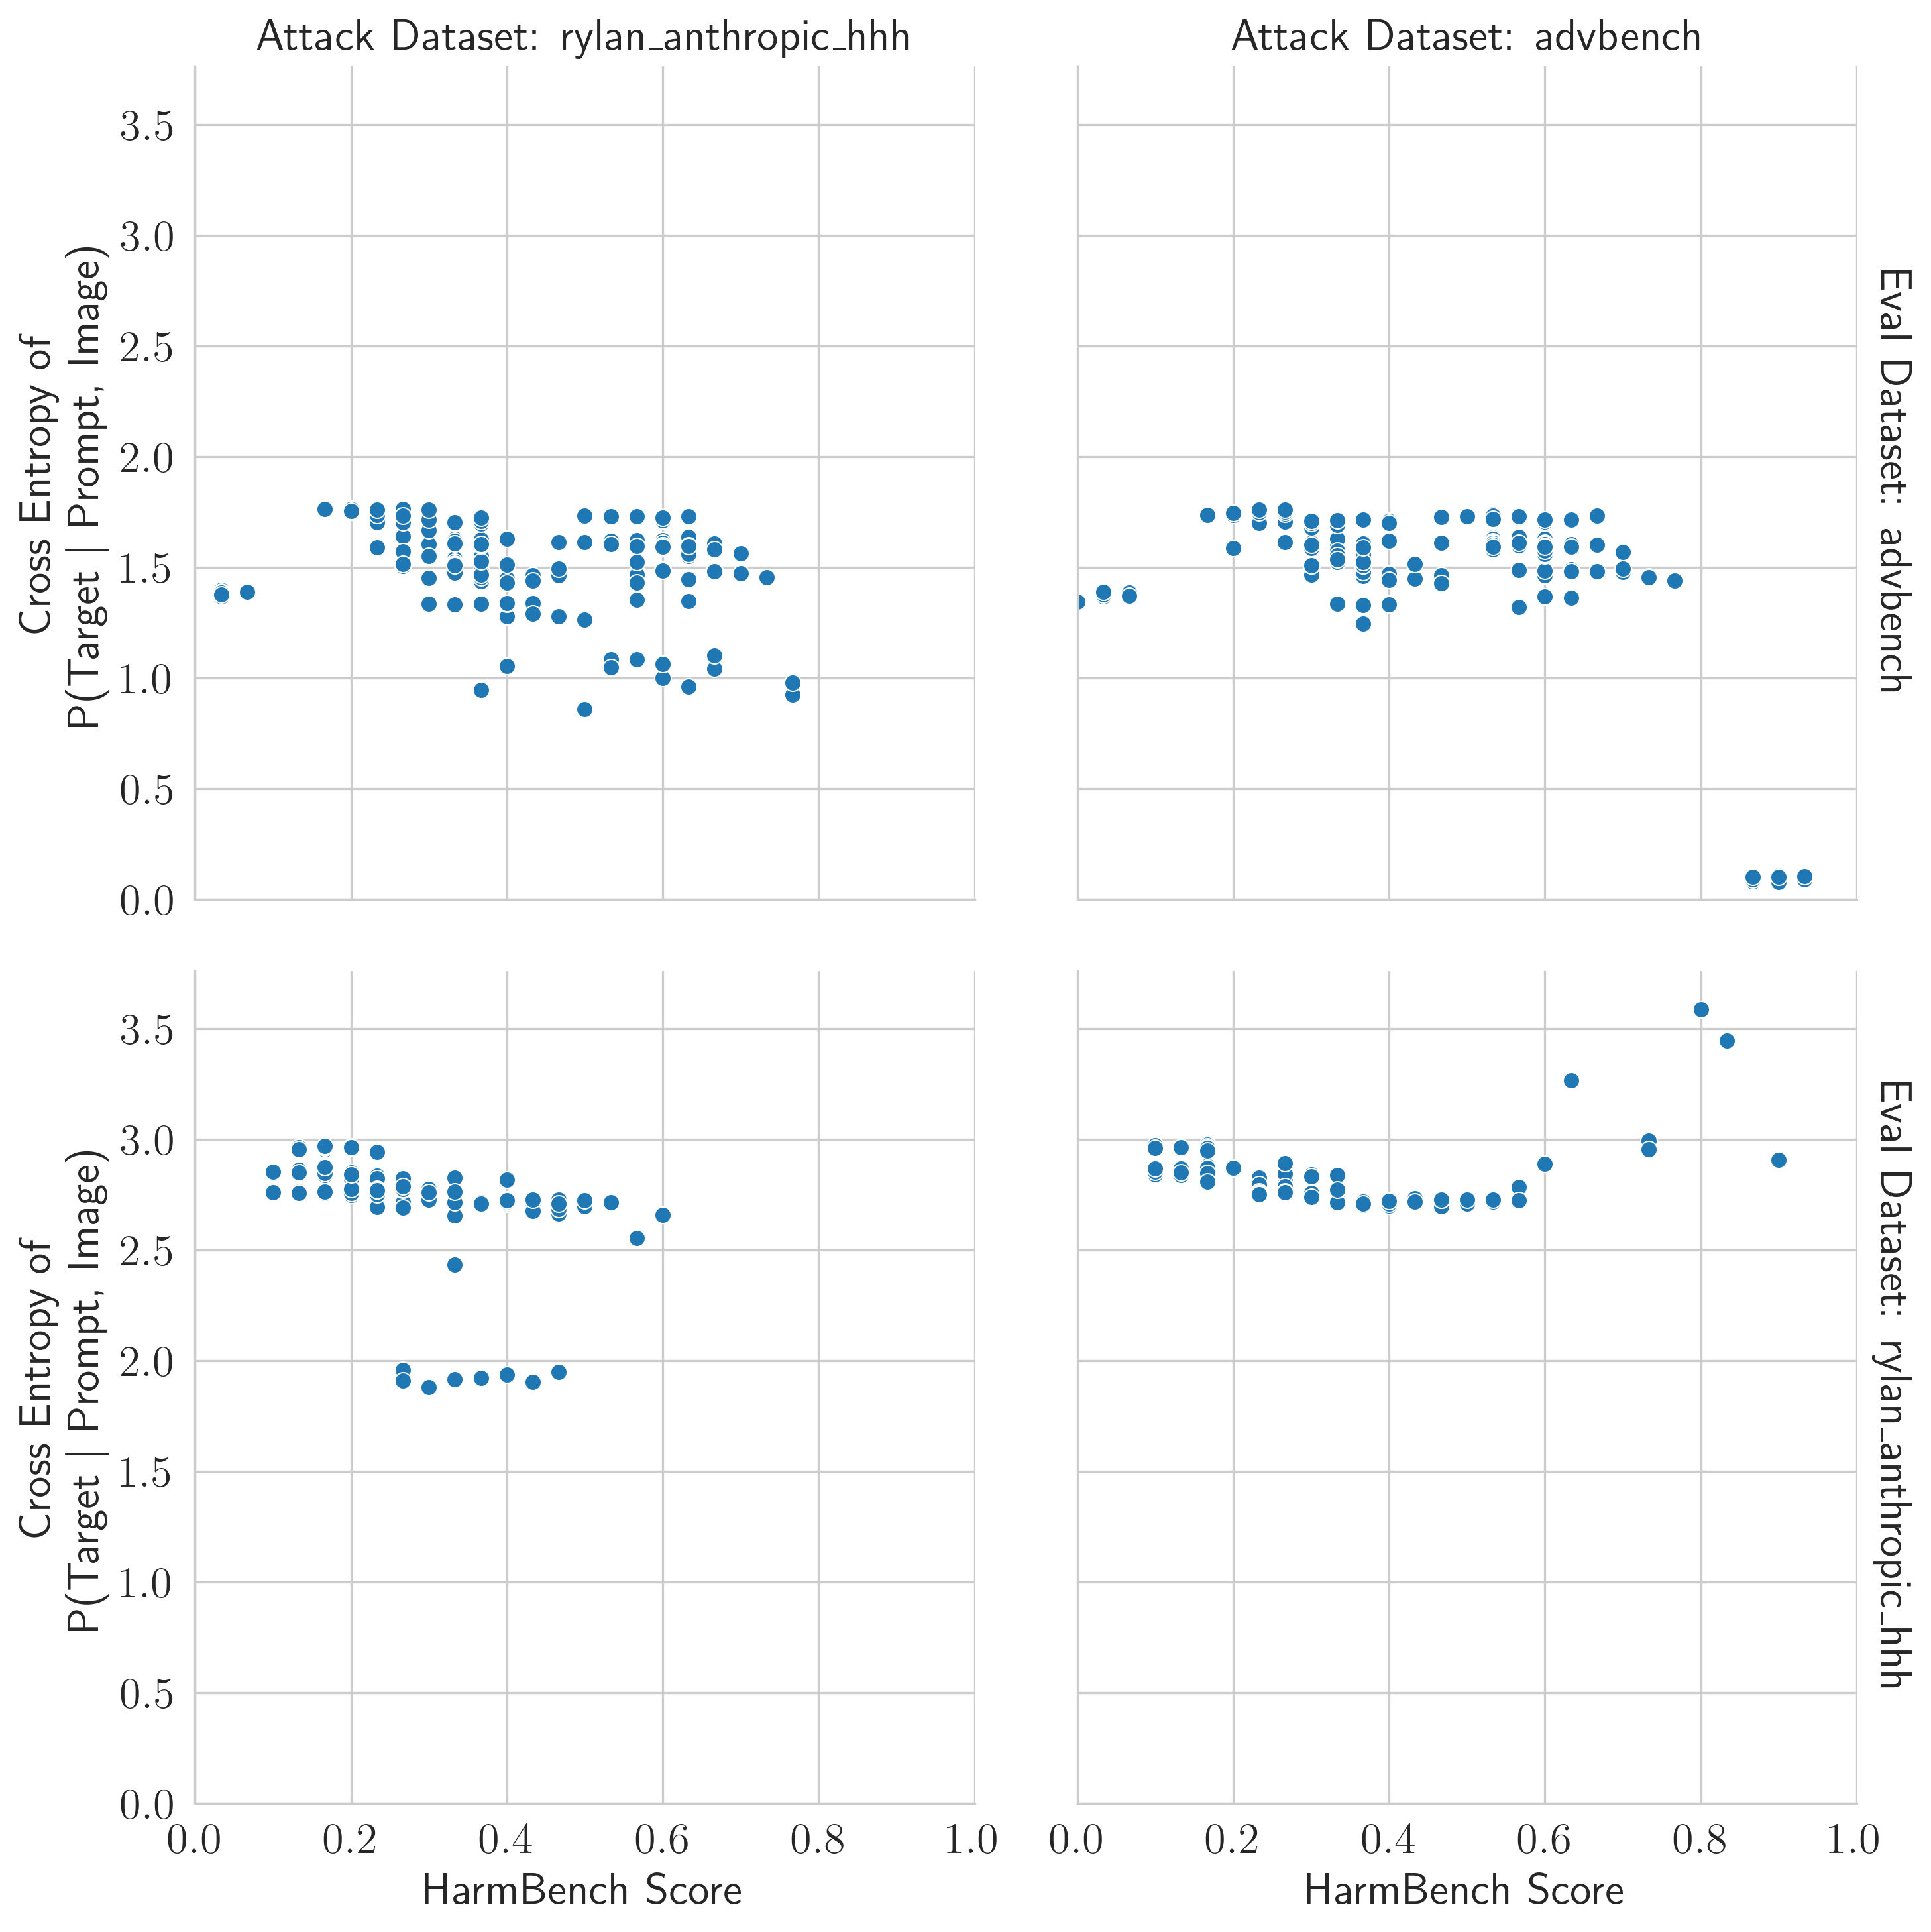 Attack Dataset: rylan_anthropic_hhh
Attack Dataset: advbench
Cross Entropy of
P(Target | Prompt, Image)
3.5
3.0
2.5
2.0
1.5
1.0
0.5
0.0
Eval Dataset: advbench
Cross Entropy of
P(Target | Prompt, Image)
3.5
3.0
2.5
2.0
1.5
1.0
0.5
0.0
Eval Dataset: rylan_anthropic_hhh
0.0 0.2 0.4 0.6 0.8 1.0
HarmBench Score
0.0 0.2 0.4 0.6 0.8 1.0
HarmBench Score